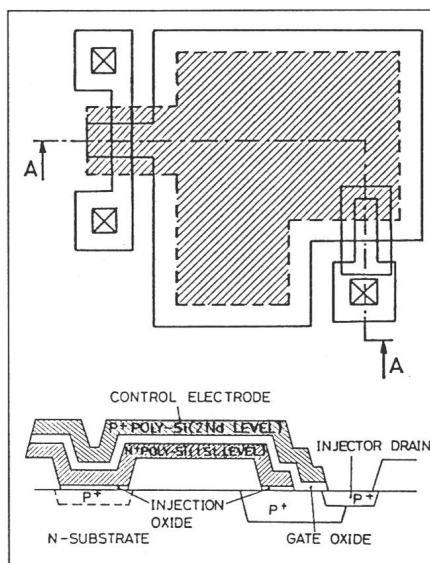 A
A
CONTROL ELECTRODE
P+ POLY-Si(2Nd LEVEL)
N+POLY-Si(1St LEVEL)
INJECTOR DRAIN
P+
INJECTION
OXIDE
P+
P+
N-SUBSTRATE
GATE OXIDE